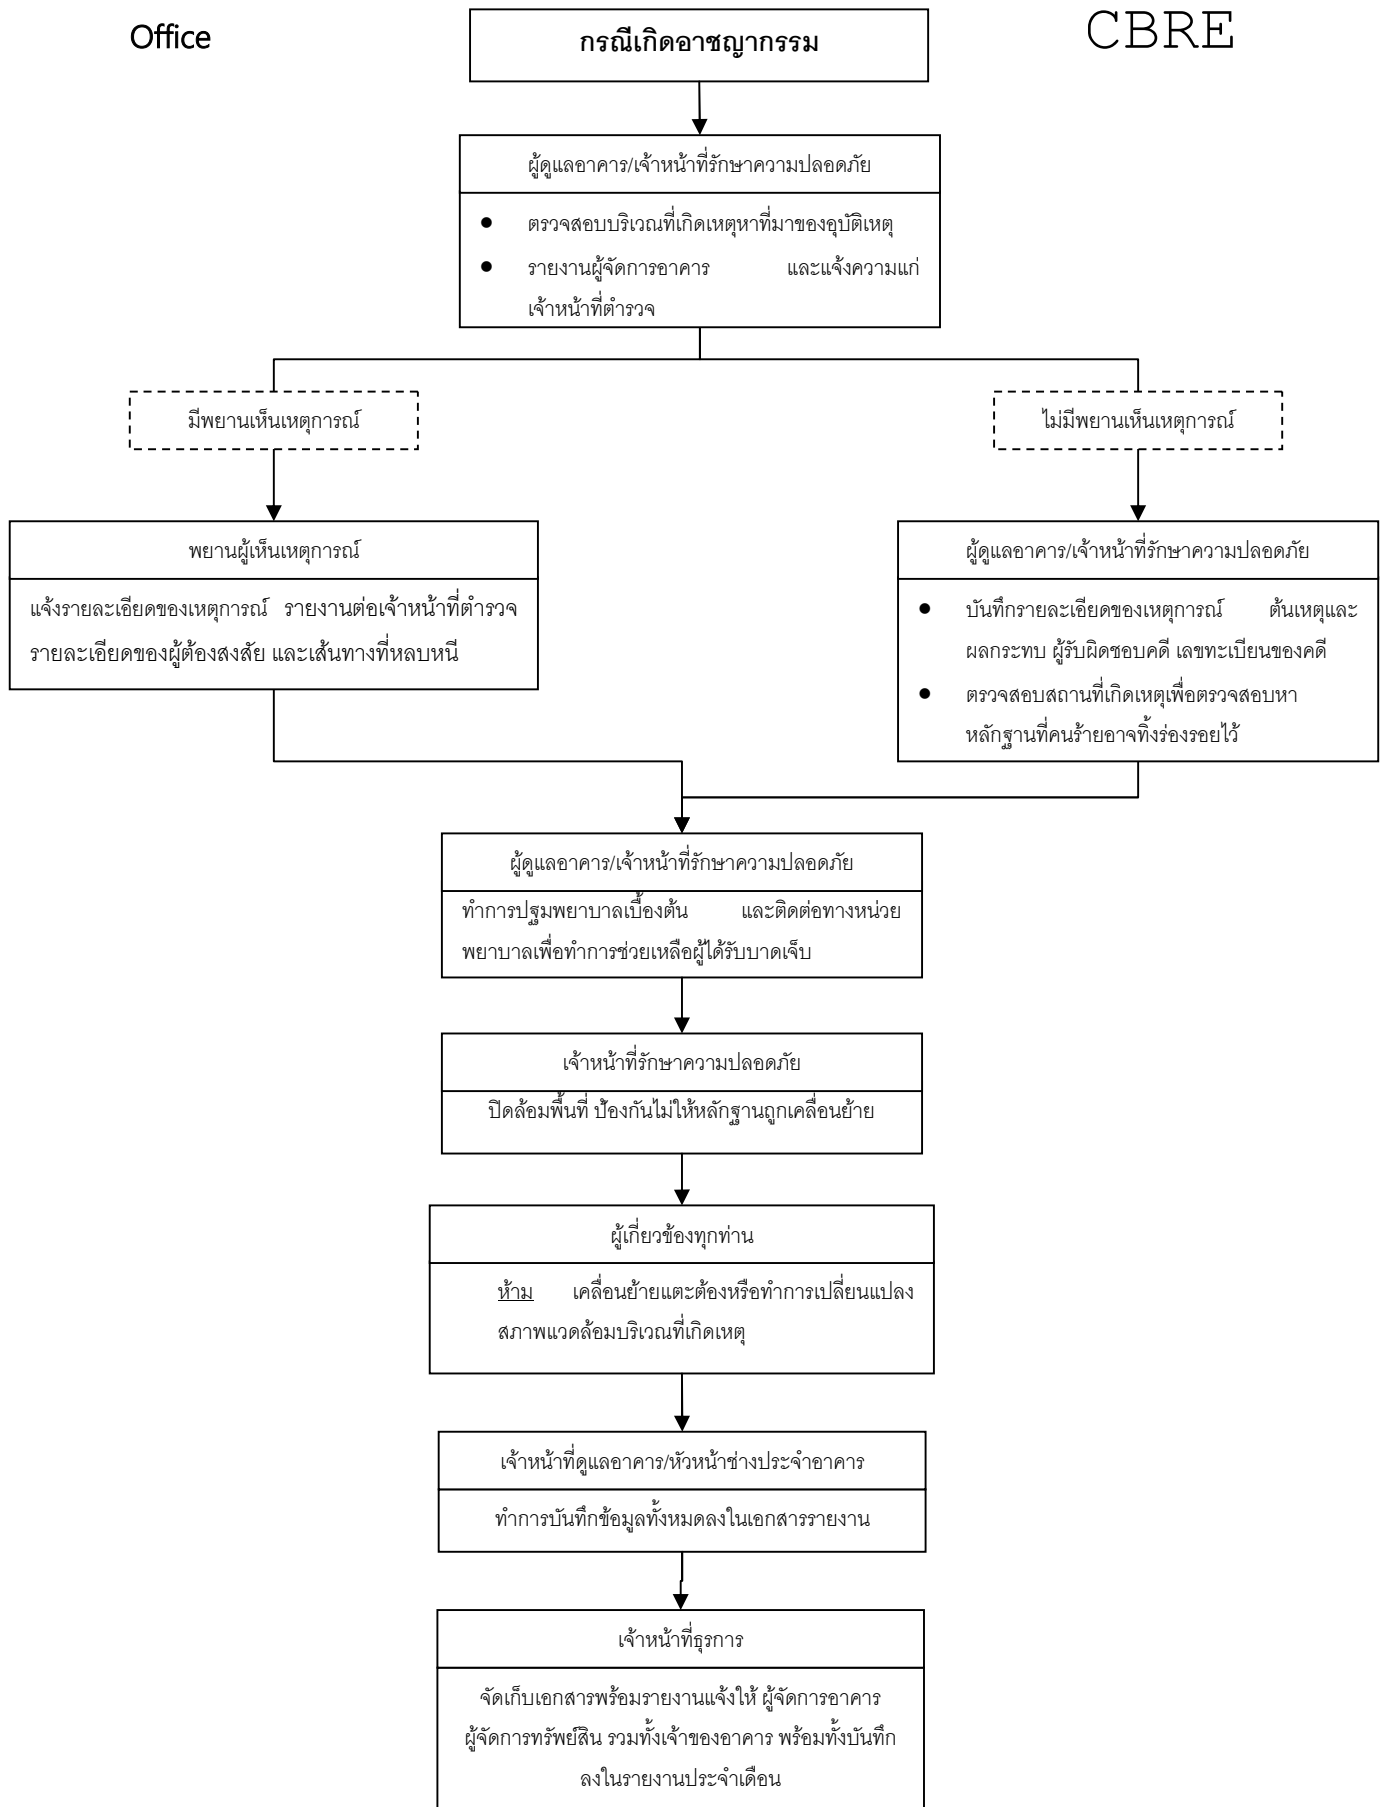 Office
กรณีเกิดอาชญากรรม
CBRE
ผู้ดูแลอาคาร/เจ้าหน้าที่รักษาความปลอดภัย
● ตรวจสอบบริเวณที่เกิดเหตุหาที่มาของอุบัติเหตุ
● รายงานผู้จัดการอาคาร และแจ้งความแก่
เจ้าหน้าที่ตำรวจ
มีพยานเห็นเหตุการณ์
ไม่มีพยานเห็นเหตุการณ์
พยานผู้เห็นเหตุการณ์
แจ้งรายละเอียดของเหตุการณ์ รายงานต่อเจ้าหน้าที่ตำรวจ
รายละเอียดของผู้ต้องสงสัย และเส้นทางที่หลบหนี
ผู้ดูแลอาคาร/เจ้าหน้าที่รักษาความปลอดภัย
● บันทึกรายละเอียดของเหตุการณ์ ต้นเหตุและ
ผลกระทบ ผู้รับผิดชอบคดี เลขทะเบียนของคดี
● ตรวจสอบสถานที่เกิดเหตุเพื่อตรวจสอบหา
หลักฐานที่คนร้ายอาจทิ้งร่องรอยไว้
ผู้ดูแลอาคาร/เจ้าหน้าที่รักษาความปลอดภัย
ทำการปฐมพยาบาลเบื้องต้น และติดต่อทางหน่วย
พยาบาลเพื่อทำการช่วยเหลือผู้ได้รับบาดเจ็บ
เจ้าหน้าที่รักษาความปลอดภัย
ปิดล้อมพื้นที่ ป้องกันไม่ให้หลักฐานถูกเคลื่อนย้าย
ผู้เกี่ยวข้องทุกท่าน
ห้าม เคลื่อนย้ายแตะต้องหรือทำการเปลี่ยนแปลง
สภาพแวดล้อมบริเวณที่เกิดเหตุ
เจ้าหน้าที่ดูแลอาคาร/หัวหน้าช่างประจำอาคาร
ทำการบันทึกข้อมูลทั้งหมดลงในเอกสารรายงาน
เจ้าหน้าที่ธุรการ
จัดเก็บเอกสารพร้อมรายงานแจ้งให้ ผู้จัดการอาคาร
ผู้จัดการทรัพย์สิน รวมทั้งเจ้าของอาคาร พร้อมทั้งบันทึก
ลงในรายงานประจำเดือน